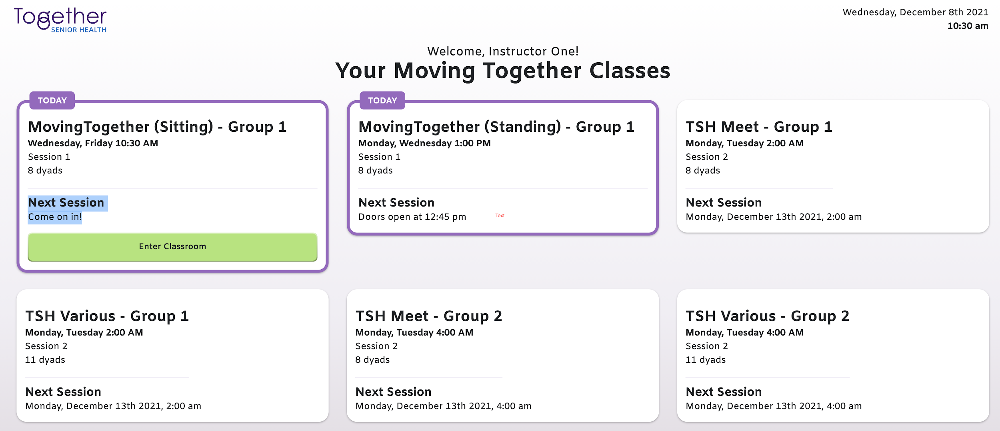 Together
SENIOR HEALTH
Wednesday, December 8th 2021
10:30 am
Welcome, Instructor One!
Your Moving Together Classes
TODAY
MovingTogether (Sitting) - Group 1
Wednesday, Friday 10:30 AM
Session 1
8 dyads
Next Session
Come on in!
Enter Classroom
TODAY
MovingTogether (Standing) - Group 1
Monday, Wednesday 1:00 PM
Session 1
8 dyads
Next Session
Doors open at 12:45 pm
Text
TSH Meet - Group 1
Monday, Tuesday 2:00 AM
Session 2
8 dyads
Next Session
Monday, December 13th 2021, 2:00 am
TSH Various - Group 1
Monday, Tuesday 2:00 AM
Session 2
11 dyads
Next Session
Monday, December 13th 2021, 2:00 am
TSH Meet - Group 2
Monday, Tuesday 4:00 AM
Session 2
8 dyads
Next Session
Monday, December 13th 2021, 4:00 am
TSH Various - Group 2
Monday, Tuesday 4:00 AM
Session 2
11 dyads
Next Session
Monday, December 13th 2021, 4:00 am